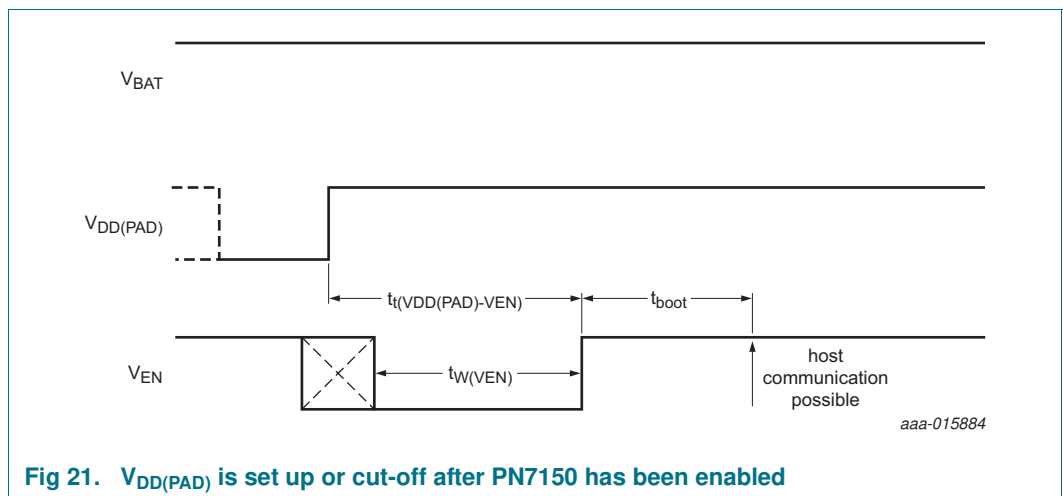 VBAT
VDD(PAD)
tt(VDD(PAD)-VEN)
tboot
VEN
tW(VEN)
host
communication
possible
aaa-015884
Fig 21. VDD(PAD) is set up or cut-off after PN7150 has been enabled